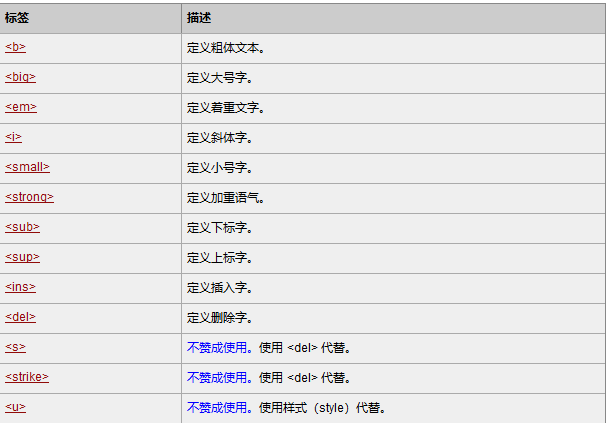 标签 描述
<b> 定义粗体文本。
<big> 定义大号字。
<em> 定义着重文字。
<i> 定义斜体字。
<small> 定义小号字。
<strong> 定义加重语气。
<sub> 定义下标字。
<sup> 定义上标字。
<ins> 定义插入字。
<del> 定义删除字。
<s> 不赞成使用。使用 <del> 代替。
<strike> 不赞成使用。使用 <del> 代替。
<u> 不赞成使用。使用样式（style）代替。